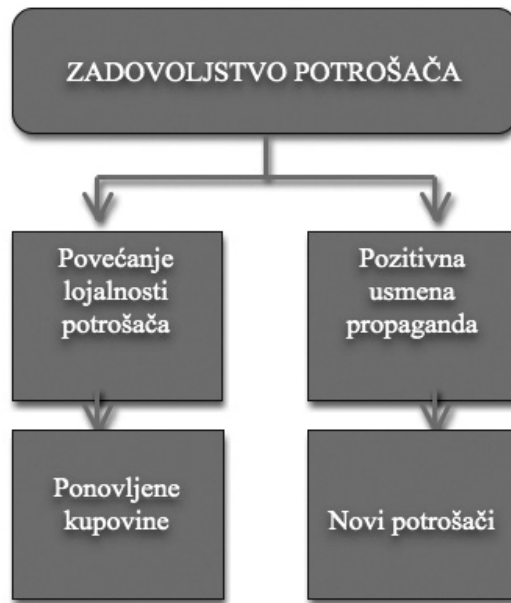 ZADOVOLJSTVO POTROŠAČA
Povećanje
lojalnosti
potrošača
Pozitivna
usmena
propaganda
Ponovljene
kupovine
Novi potrošači